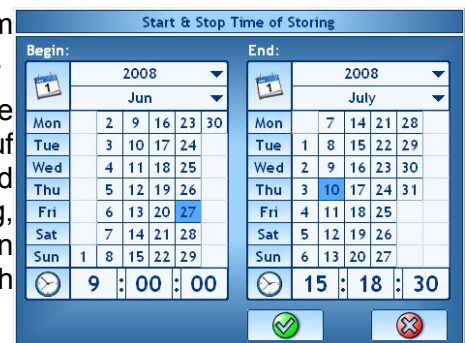 Start & Stop Time of Storing
Begin:
1
2008
Jun
Mon 2 9 16 23 30
Tue 3 10 17 24
Wed 4 11 18 25
Thu 5 12 19 26
Fri 6 13 20 27
Sat 7 14 21 28
Sun 1 8 15 22 29
9 : 00 : 00
End:
1
2008
July
Mon 7 14 21 28
Tue 1 8 15 22 29
Wed 2 9 16 23 30
Thu 3 10 17 24 31
Fri 4 11 18 25
Sat 5 12 19 26
Sun 6 13 20 27
15 : 18 : 30